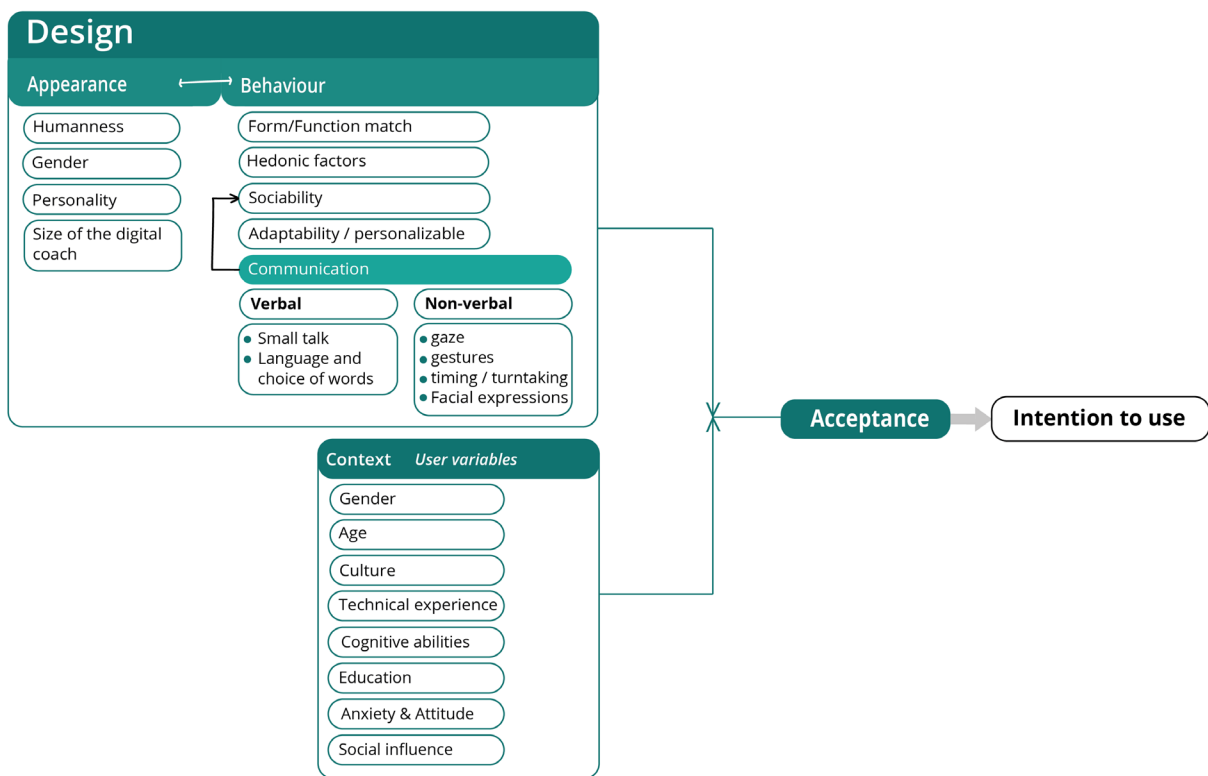 Design
Appearance
Behaviour
Humanness
Gender
Personality
Size of the digital
coach
Form/Function match
Hedonic factors
Sociability
Adaptability / personalizable
Communication
Verbal
Small talk
Language and
choice of words
Non-verbal
gaze
gestures
timing / turntaking
Facial expressions
Context User variables
Gender
Age
Culture
Technical experience
Cognitive abilities
Education
Anxiety & Attitude
Social influence
Acceptance
Intention to use